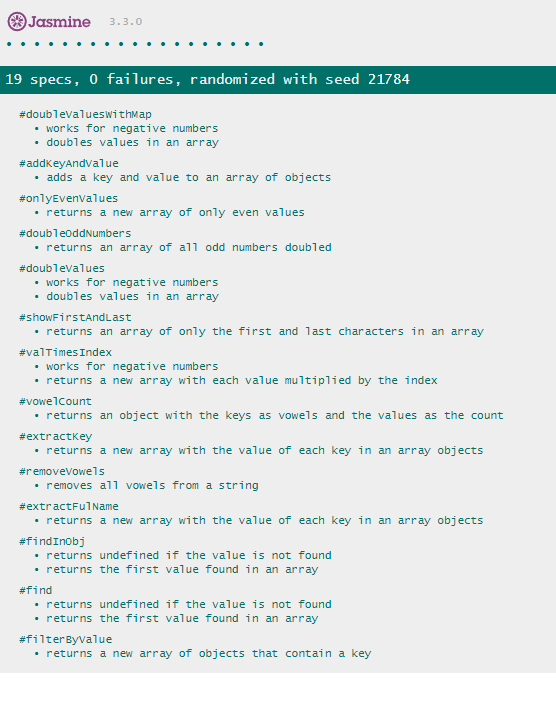 Jasmine 3.3.0
• • • • • • • • • • • • • • • • • • •
19 specs, 0 failures, randomized with seed 21784
#doubleValuesWithMap
• works for negative numbers
• doubles values in an array
#addKeyAndValue
• adds a key and value to an array of objects
#onlyEvenValues
• returns a new array of only even values
#doubleOddNumbers
• returns an array of all odd numbers doubled
#doubleValues
• works for negative numbers
• doubles values in an array
#showFirstAndLast
• returns an array of only the first and last characters in an array
#valTimesIndex
• works for negative numbers
• returns a new array with each value multiplied by the index
#vowelCount
• returns an object with the keys as vowels and the values as the count
#extractKey
• returns a new array with the value of each key in an array objects
#removeVowels
• removes all vowels from a string
#extractFulName
• returns a new array with the value of each key in an array objects
#findInObj
• returns undefined if the value is not found
• returns the first value found in an array
#find
• returns undefined if the value is not found
• returns the first value found in an array
#filterByValue
• returns a new array of objects that contain a key